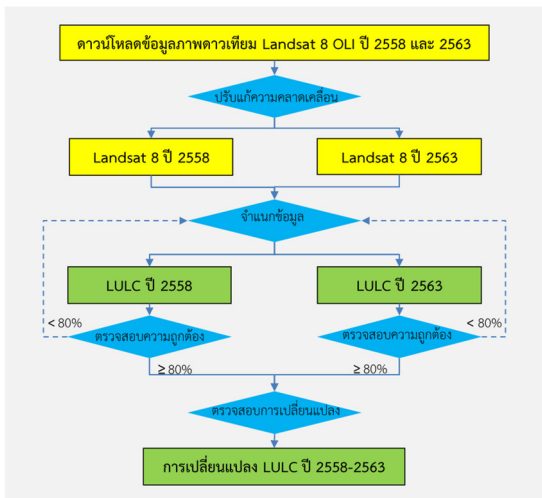 ดาวน์โหลดข้อมูลภาพดาวเทียม Landsat 8 OLI ปี 2558 และ 2563
ปรับแก้ความคลาดเคลื่อน
Landsat 8 ปี 2558
Landsat 8 ปี 2563
จำแนกข้อมูล
LULC ปี 2558
LULC ปี 2563
< 80%
< 80%
ตรวจสอบความถูกต้อง
ตรวจสอบความถูกต้อง
≥ 80%
≥ 80%
ตรวจสอบการเปลี่ยนแปลง
การเปลี่ยนแปลง LULC ปี 2558-2563